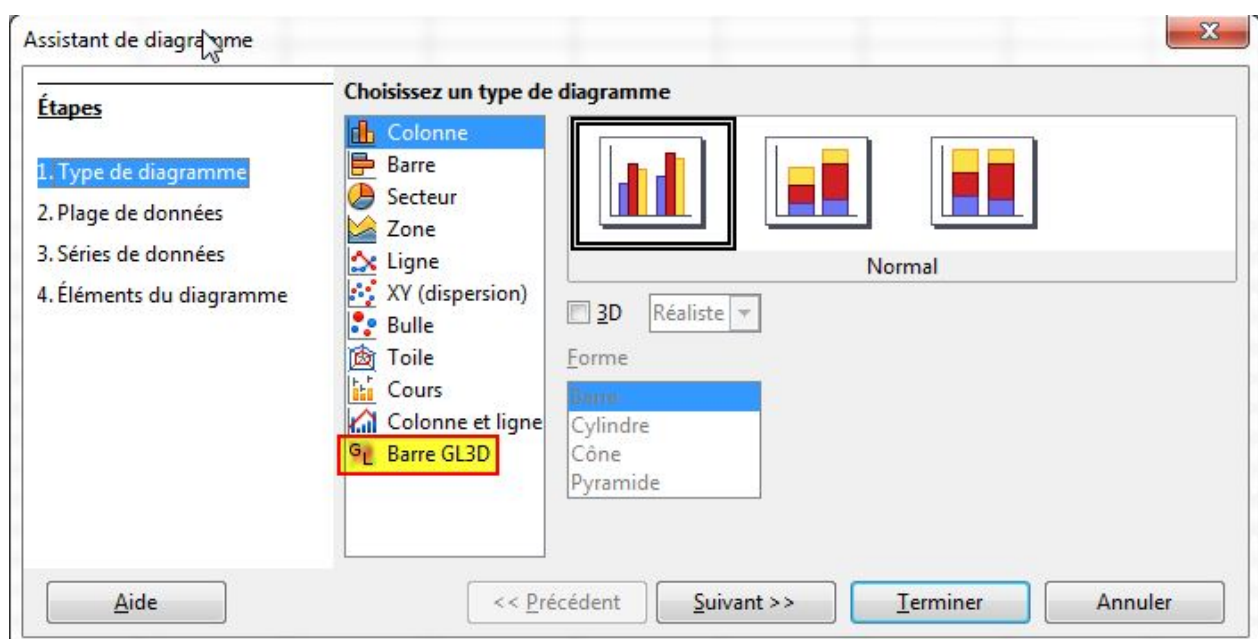 Assistant de diagramme
Étapes
1. Type de diagramme
2. Plage de données
3. Séries de données
4. Éléments du diagramme
Choisissez un type de diagramme
Colonne
Barre
Secteur
Zone
Ligne
XY (dispersion)
Bulle
Toile
Cours
Colonne et ligne
GL Barre GL3D
Normal
3D
Réaliste
Forme
Barre
Cylindre
Cône
Pyramide
Aide
<< Précédent
Suivant >>
Terminer
Annuler